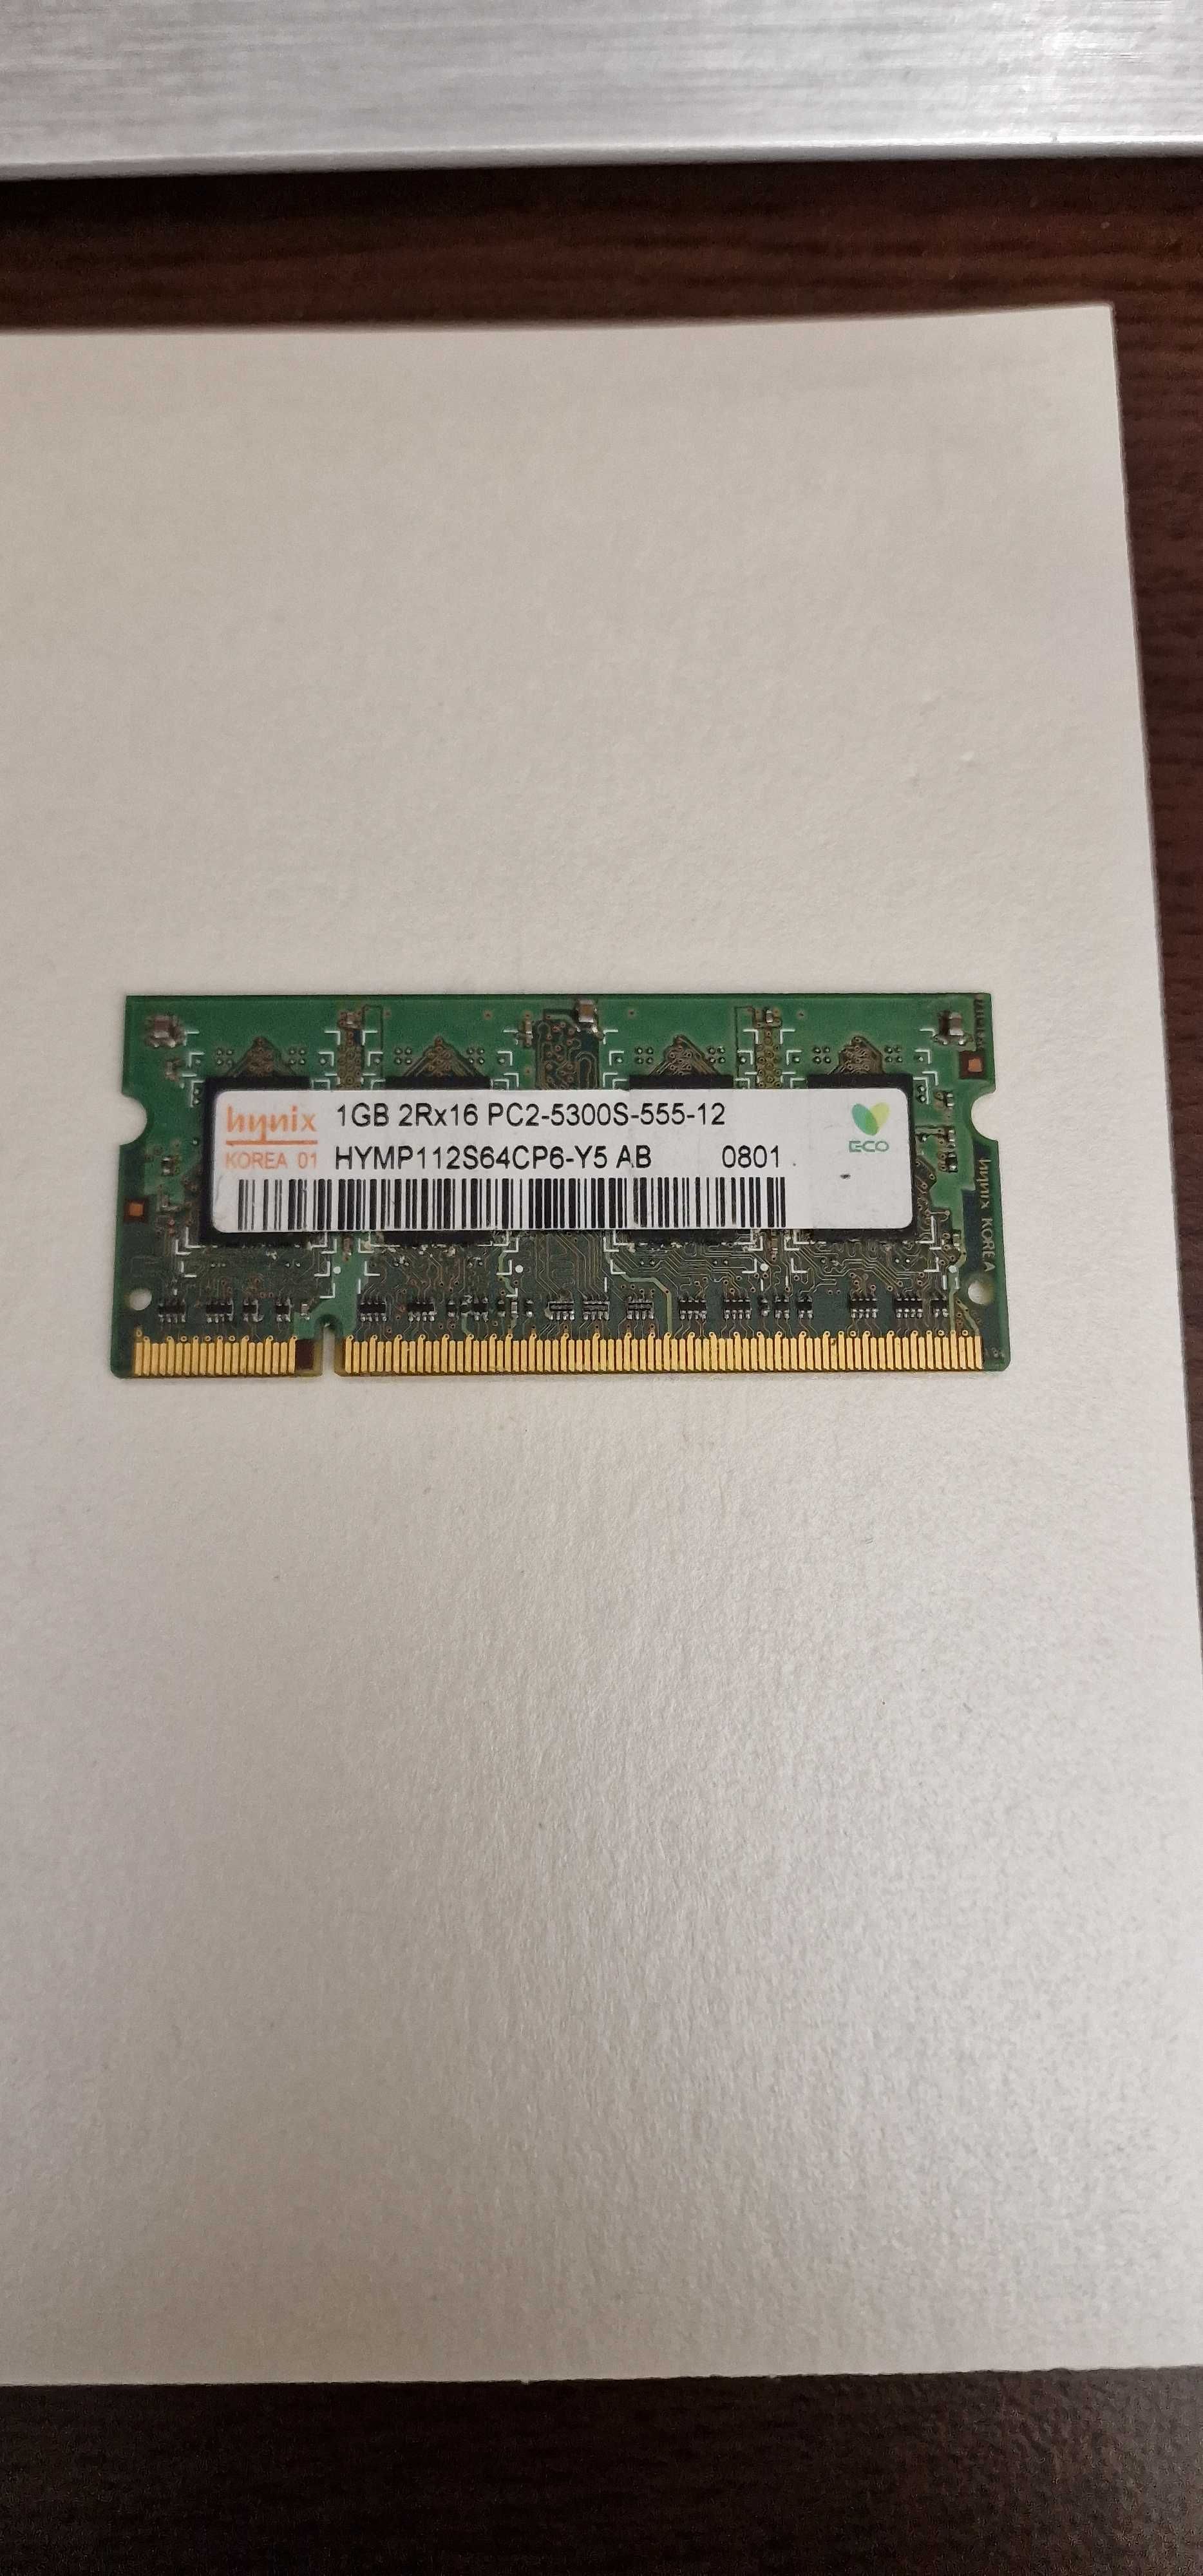 hynix 1GB 2Rx16 PC2-5300S-555-12
KOREA 01 HYMP112S64CP6-Y5 AB 0801
ECO
hynix KOREA